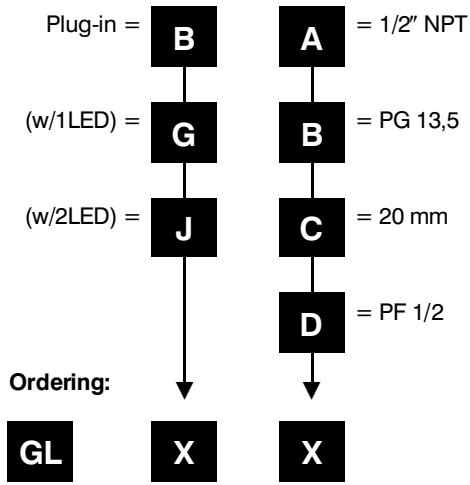 Plug-in = B A = 1/2″ NPT
(w/1LED) = G B = PG 13,5
(w/2LED) = J C = 20 mm
D = PF 1/2
Ordering:
GL X X